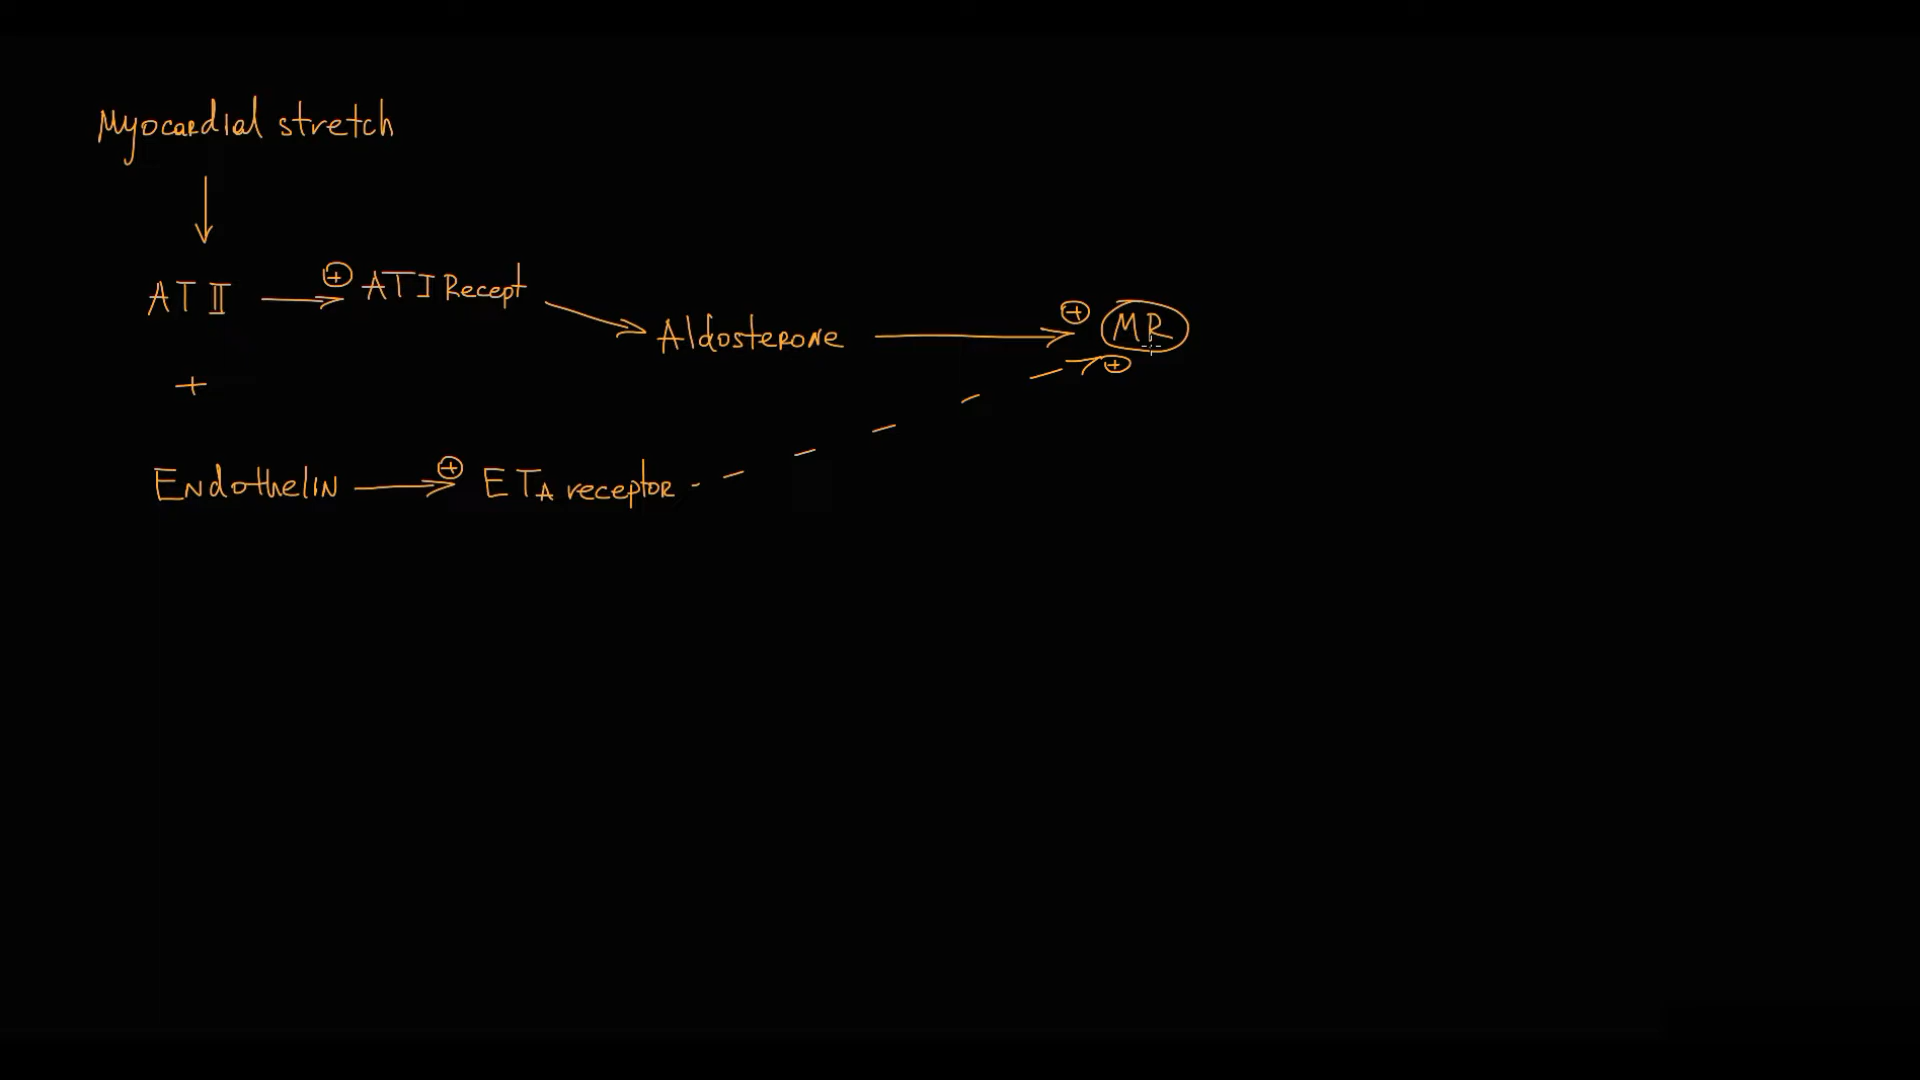 Myocardial stretch
AT II → ⊕ AT I Recept
Aldosterone → ⊕ MR
⊕
+
Endothelin → ⊕ ETA receptor